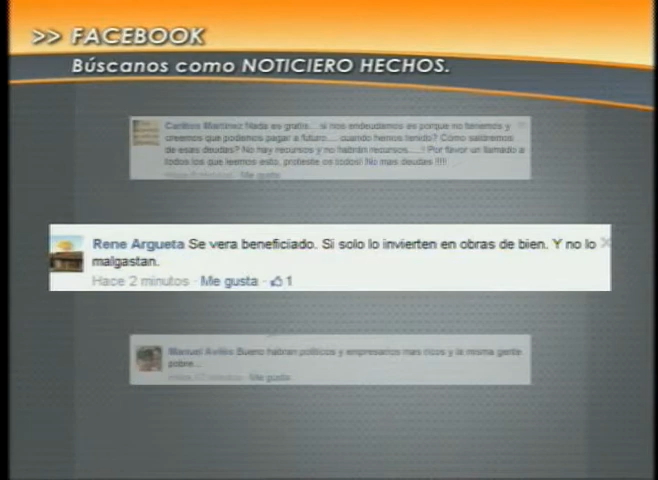 >> FACEBOOK
Búscanos como NOTICIERO HECHOS.
Carlitos Martinez Nada es gratis....si nos endeudamos es porque no tenemos y
creemos que podemos pagar a futuro.... cuando hemos tenido? Cómo saldremos
de esas deudas? No hay recursos y no habrán recursos.....! Por favor un llamado a
todos los que leemos esto, protesten todos! No mas deudas !!!!!
Me gusta
Rene Argueta Se vera beneficiado. Si solo lo invierten en obras de bien. Y no lo
malgastan.
Hace 2 minutos · Me gusta · 1
Manuel Aviles Bueno habran politicos y empresarios mas ricos y la misma gente
pobre...
Hace minutos · Me gusta